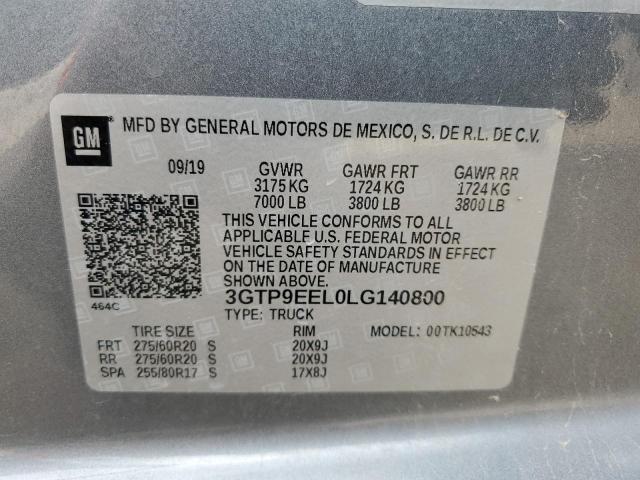 GM MFD BY GENERAL MOTORS DE MEXICO, S. DE R.L. DE C.V.
09/19 GVWR GAWR FRT GAWR RR
3175 KG 1724 KG 1724 KG
7000 LB 3800 LB 3800 LB
THIS VEHICLE CONFORMS TO ALL
APPLICABLE U.S. FEDERAL MOTOR
VEHICLE SAFETY STANDARDS IN EFFECT
ON THE DATE OF MANUFACTURE
SHOWN ABOVE.
464C 3GTP9EEL0LG140800
TYPE: TRUCK
TIRE SIZE RIM MODEL: 00TK10543
FRT 275/60R20 S 20X9J
RR 275/60R20 S 20X9J
SPA 255/80R17 S 17X8J